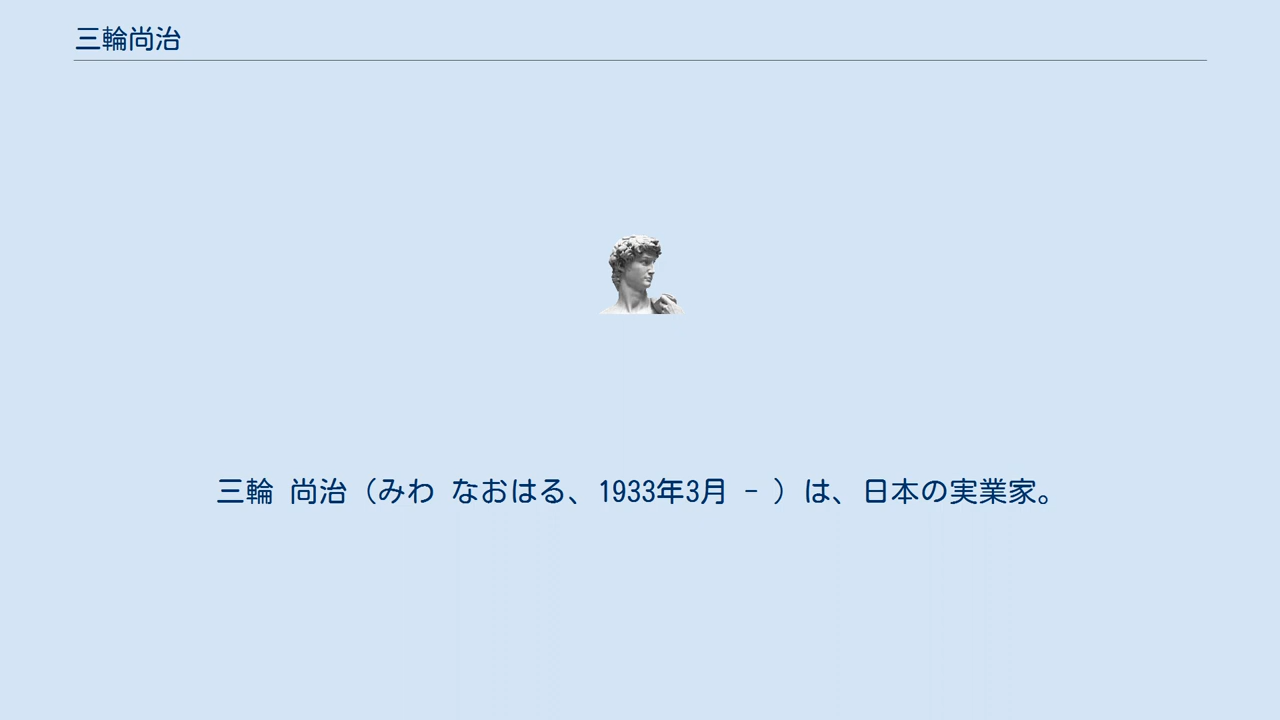 三輪尚治
三輪 尚治（みわ なおはる、1933年3月 - ）は、日本の実業家。